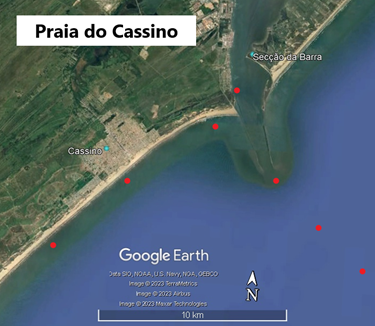 Praia do Cassino
Secção da Barra
Cassino
Google Earth
Data SIO, NOAA, U.S. Navy, NGA, GEBCO
Image © 2023 TerraMetrics
Image © 2023 Airbus
Image © 2023 Maxar Technologies
N
10 km